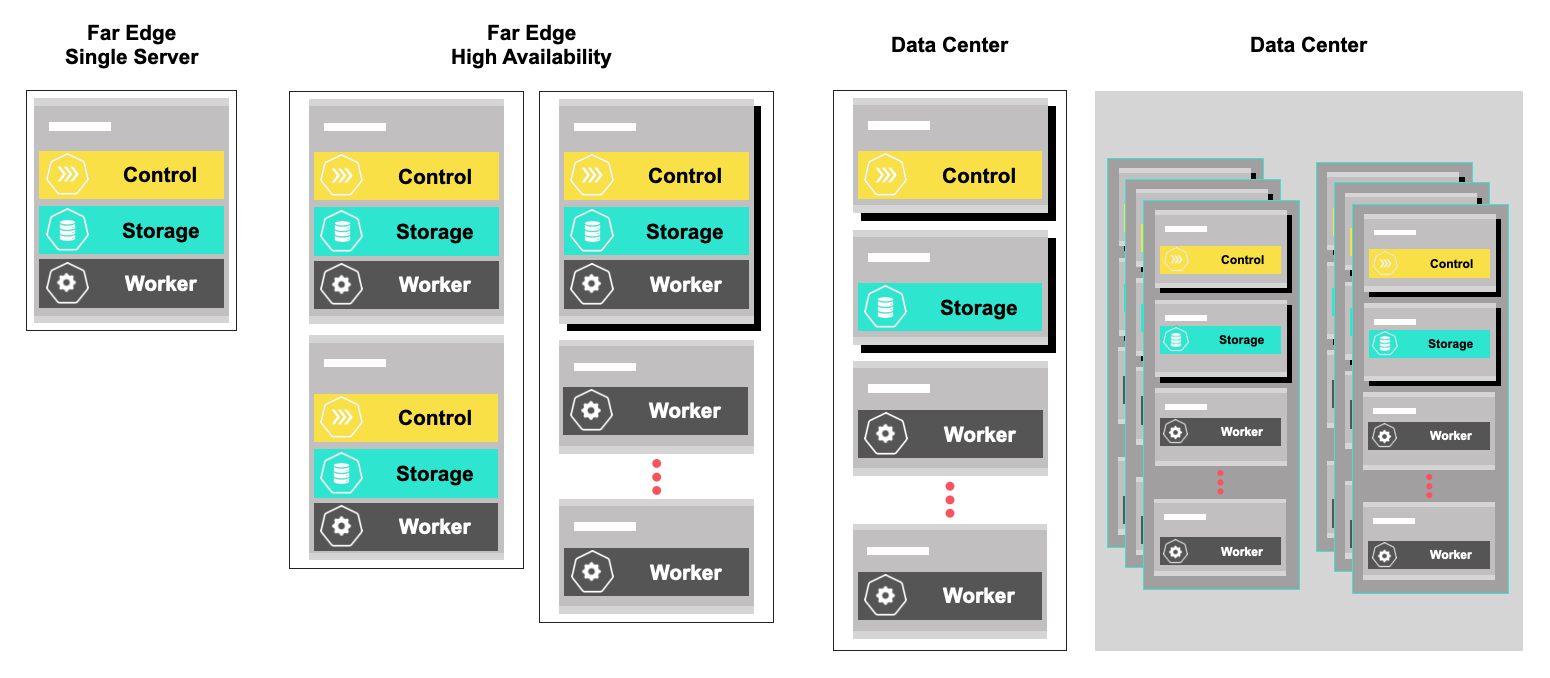 Far Edge
Single Server
Control
Storage
Worker
Far Edge
High Availability
Control
Storage
Worker
Control
Storage
Worker
Control
Storage
Worker
Worker
Worker
Data Center
Control
Storage
Worker
Worker
Data Center
Control
Storage
Worker
Worker
Control
Storage
Worker
Worker